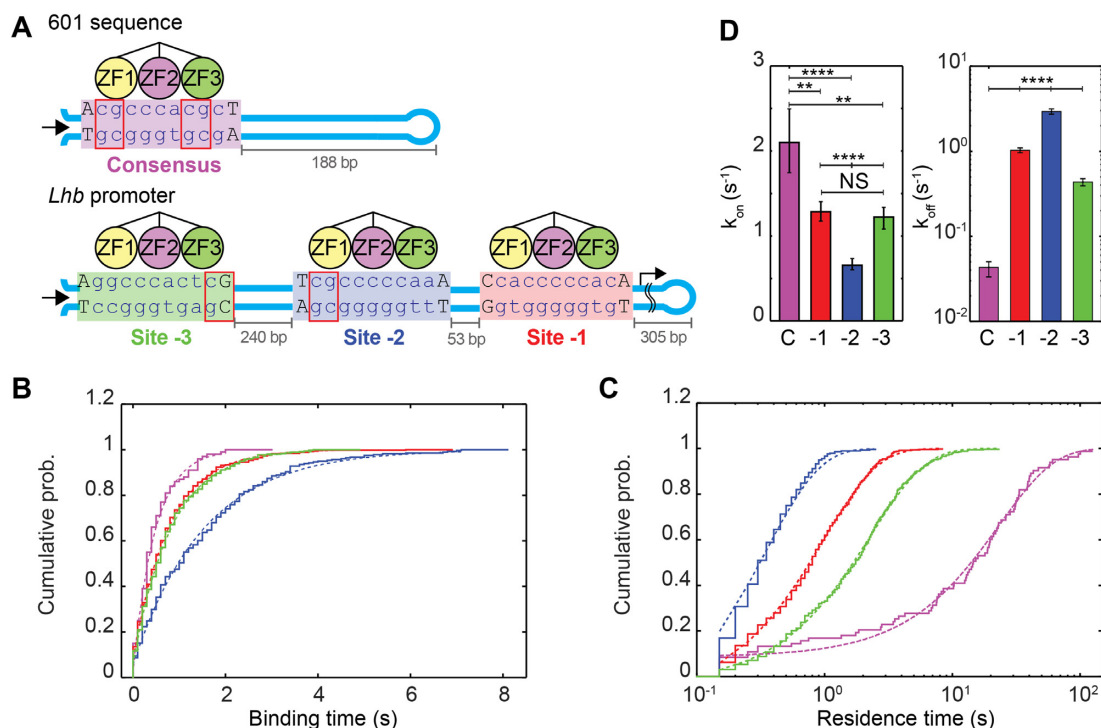 A
601 sequence
ZF1 ZF2 ZF3
AcgcccacgcT
TgcgggtgcgA
Consensus
188 bp
Lhb promoter
ZF1 ZF2 ZF3 ZF1 ZF2 ZF3 ZF1 ZF2 ZF3
AggcccactcG TcgcccccaaA CcacccccacA
TccgggtgagC AgcgggggttT GgtgggggtgT
Site -3 240 bp Site -2 53 bp Site -1 305 bp
D
kon (s-1)
3
2
1
0
**** 
**
**
****
NS
C -1 -2 -3
koff (s-1)
10^1
10^0
10^-1
10^-2
****
C -1 -2 -3
B
Cumulative prob.
1.2
1
0.8
0.6
0.4
0.2
0
0 2 4 6 8
Binding time (s)
C
Cumulative prob.
1.2
1
0.8
0.6
0.4
0.2
0
10^-1 10^0 10^1 10^2
Residence time (s)